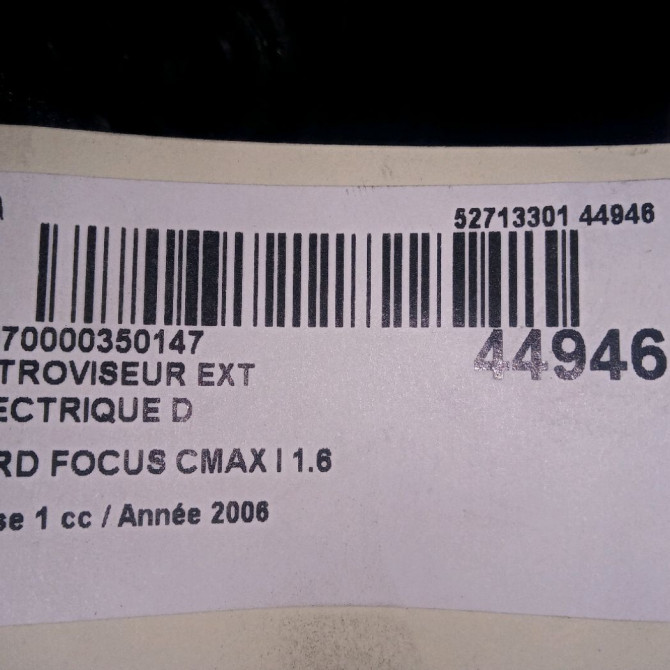 52713301 44946
70000350147
44946
TROVISEUR EXT
ECTRIQUE D
RD FOCUS CMAX I 1.6
se 1 cc / Année 2006